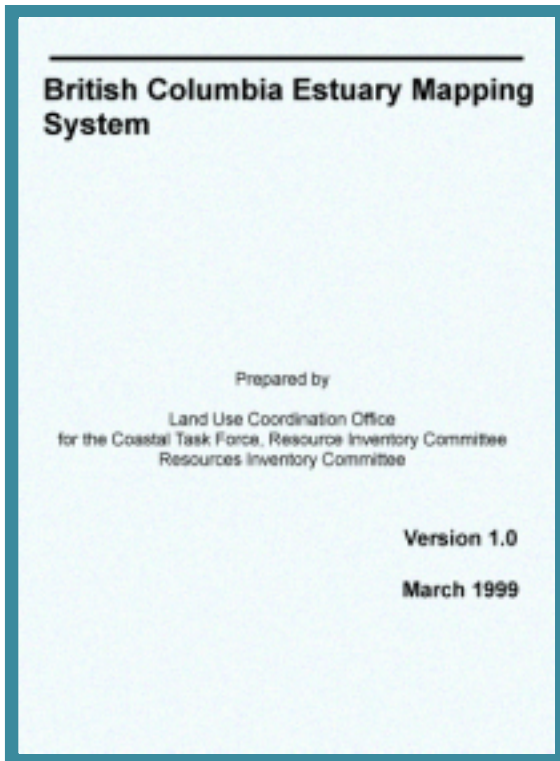 British Columbia Estuary Mapping
System
Prepared by
Land Use Coordination Office
for the Coastal Task Force, Resource Inventory Committee
Resources Inventory Committee
Version 1.0
March 1999